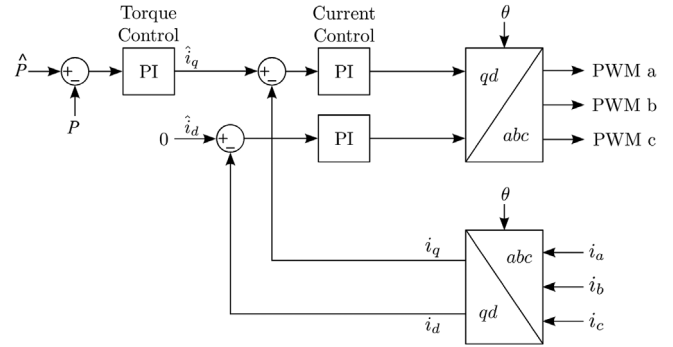 Torque
Control
Current
Control
θ
P̂
+
−
PI
î_q
+
−
PI
qd
abc
PWM a
PWM b
PWM c
P
0
î_d
+
−
PI
θ
i_q
i_d
abc
qd
i_a
i_b
i_c